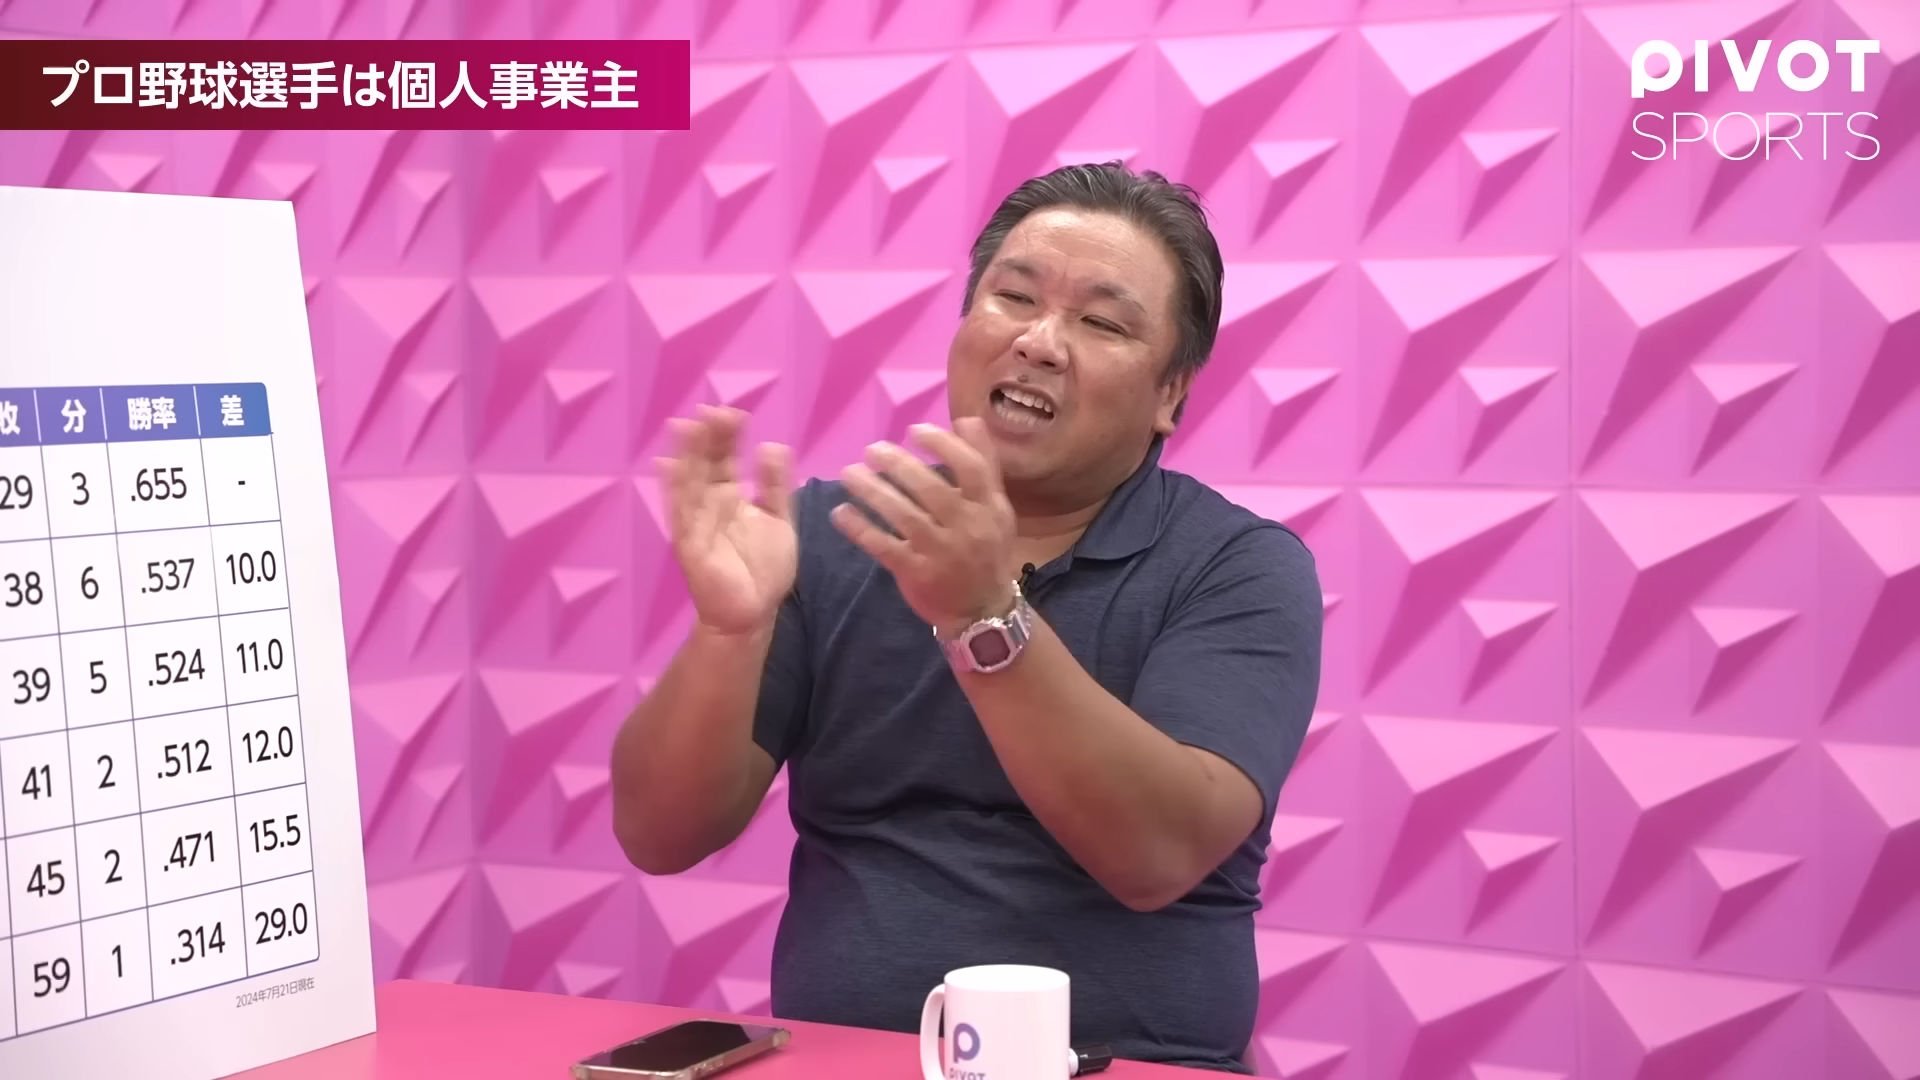 プロ野球選手は個人事業主
PIVOT
SPORTS
敗 分 勝率 差
29 3 .655 -
38 6 .537 10.0
39 5 .524 11.0
41 2 .512 12.0
45 2 .471 15.5
59 1 .314 29.0
2024年7月21日現在
p
PIVOT